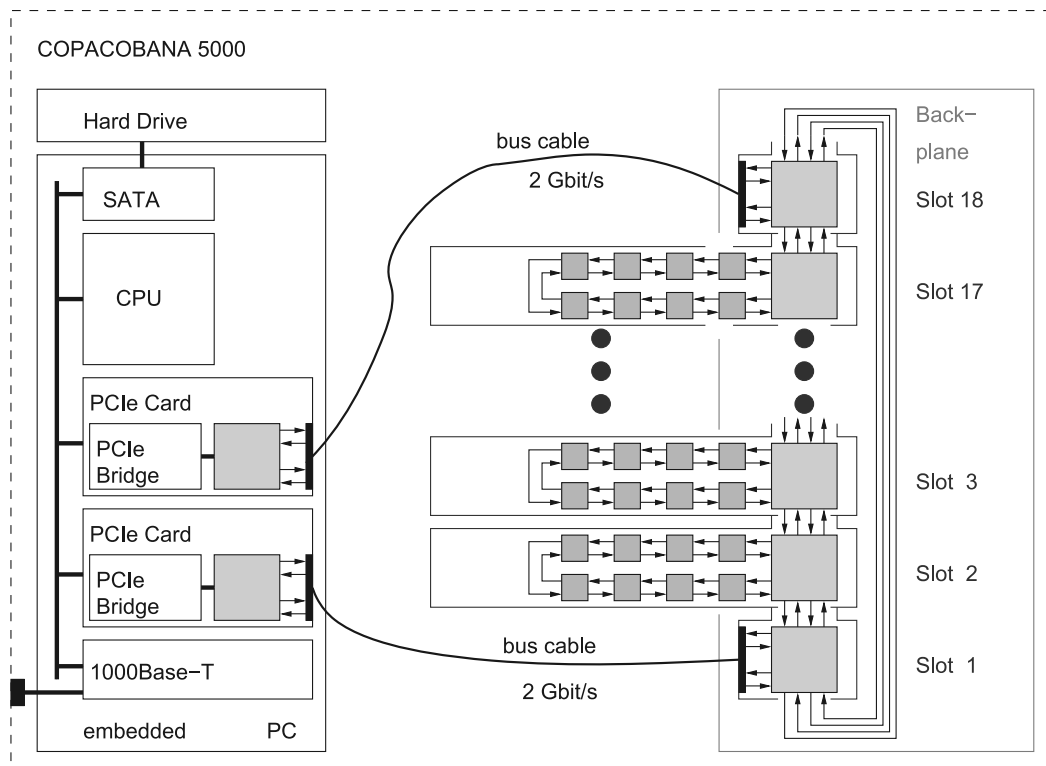 COPACOBANA 5000
Hard Drive
SATA
CPU
PCIe Card
PCIe
Bridge
PCIe Card
PCIe
Bridge
1000Base−T
embedded PC
bus cable
2 Gbit/s
bus cable
2 Gbit/s
Back−
plane
Slot 18
Slot 17
Slot 3
Slot 2
Slot 1